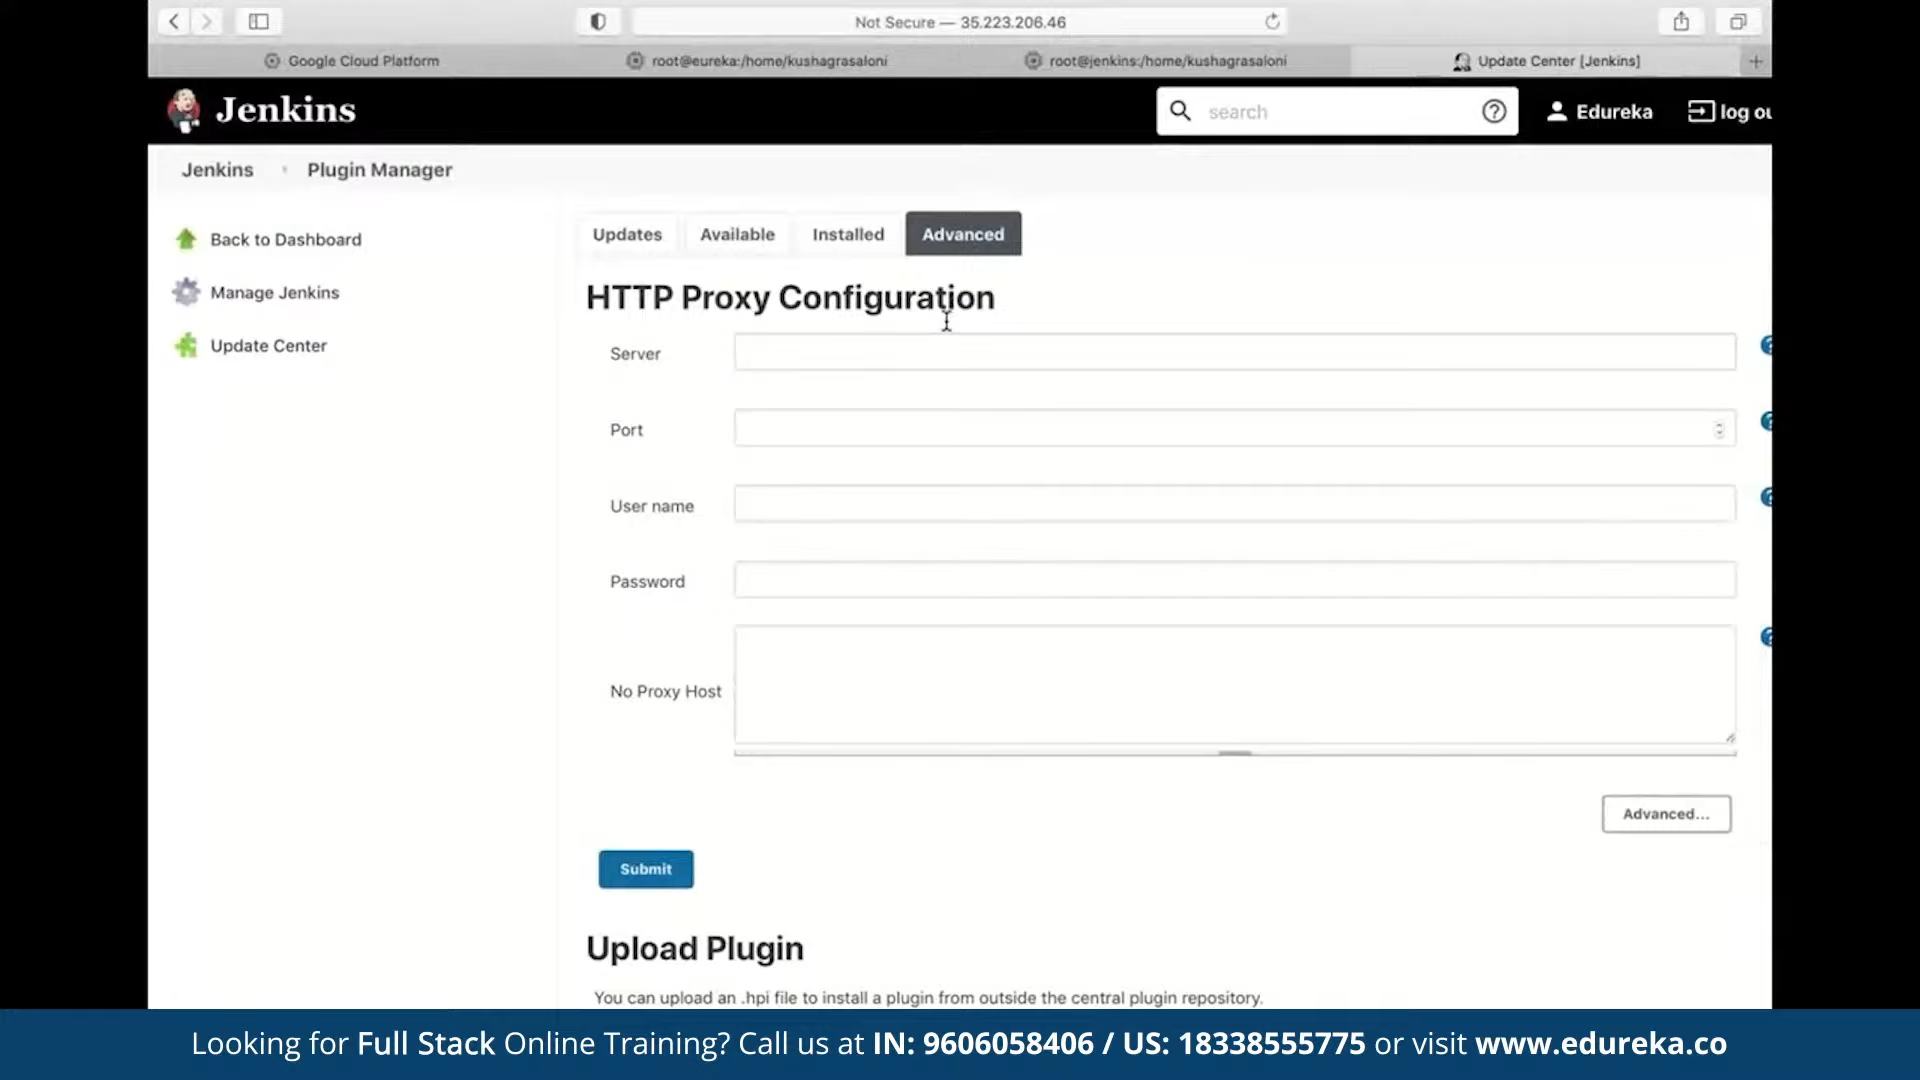 Not Secure — 35.223.206.46
Google Cloud Platform
root@eureka:/home/kushagrasaloni
root@jenkins:/home/kushagrasaloni
Update Center [Jenkins]
Jenkins
search
Edureka
log ou
Jenkins
Plugin Manager
Back to Dashboard
Manage Jenkins
Update Center
Updates
Available
Installed
Advanced
HTTP Proxy Configuration
Server
Port
User name
Password
No Proxy Host
Advanced...
Submit
Upload Plugin
You can upload an .hpi file to install a plugin from outside the central plugin repository.
Looking for Full Stack Online Training? Call us at IN: 9606058406 / US: 18338555775 or visit www.edureka.co